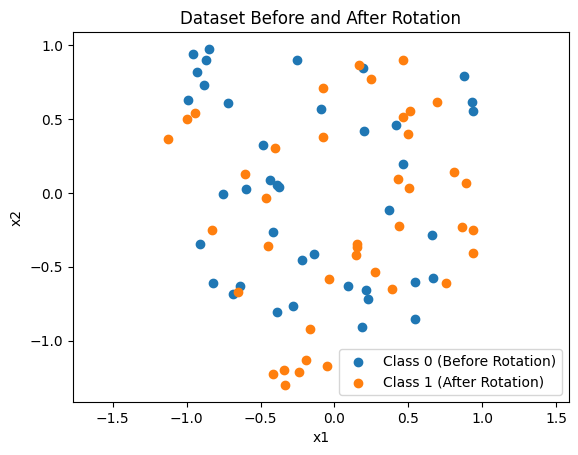 Dataset Before and After Rotation
1.0
0.5
0.0
−0.5
−1.0
x2
Class 0 (Before Rotation)
Class 1 (After Rotation)
−1.5 −1.0 −0.5 0.0 0.5 1.0 1.5
x1